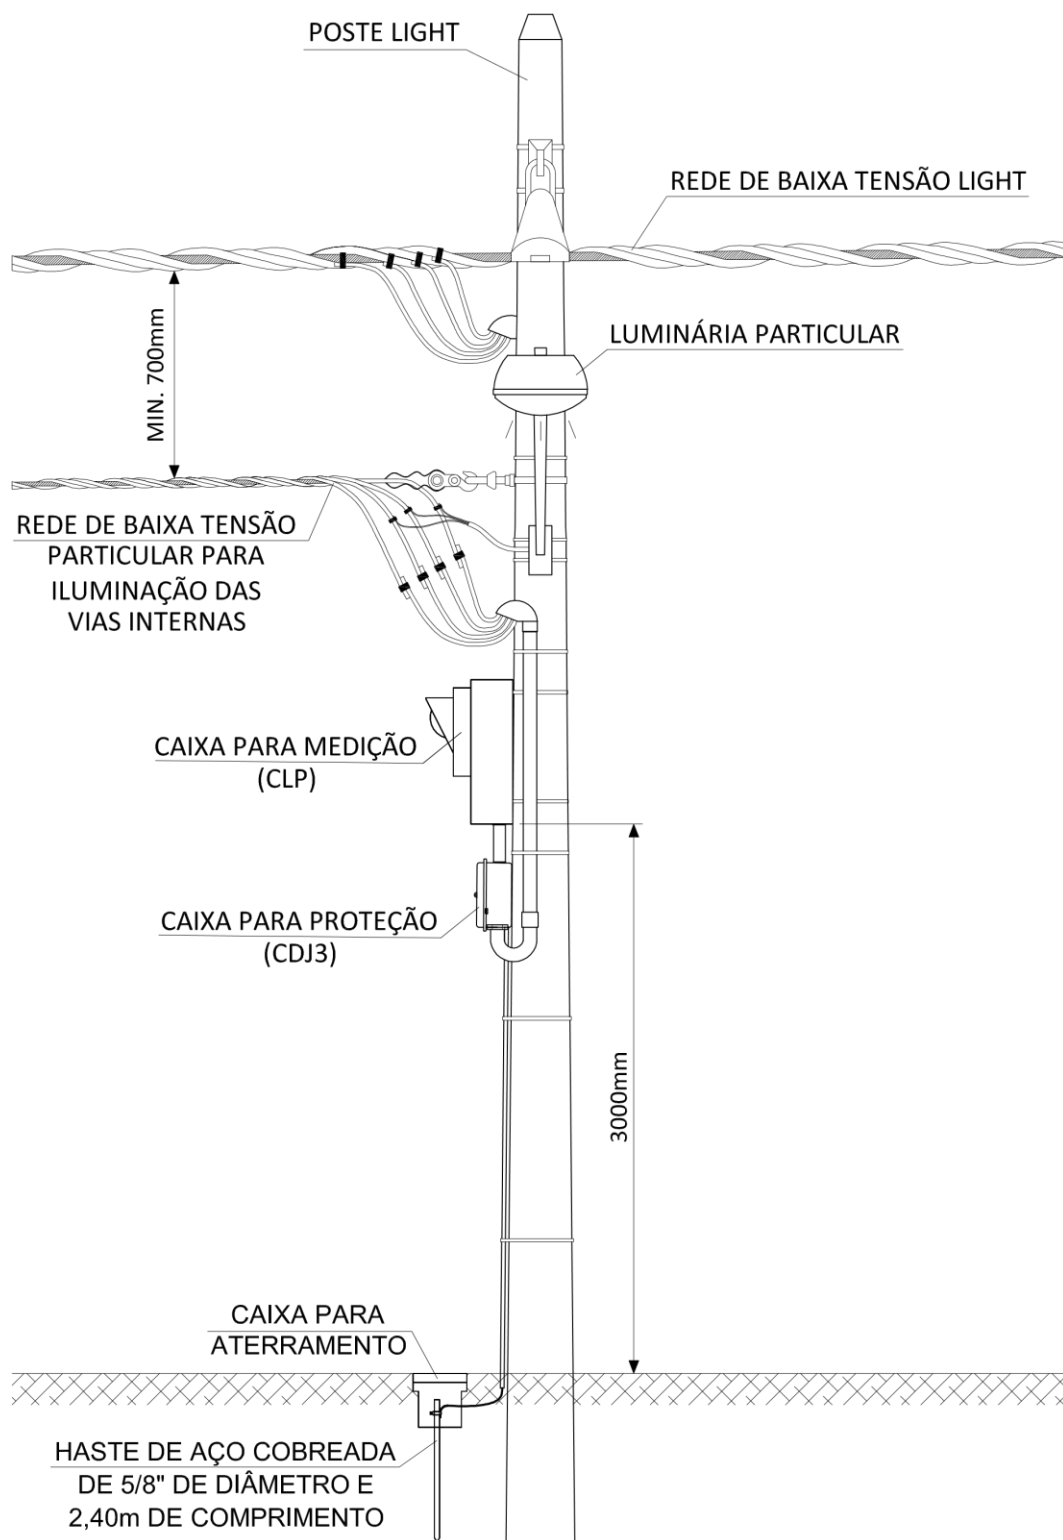 POSTE LIGHT
REDE DE BAIXA TENSÃO LIGHT
LUMINÁRIA PARTICULAR
MIN. 700mm
REDE DE BAIXA TENSÃO
PARTICULAR PARA
ILUMINAÇÃO DAS
VIAS INTERNAS
CAIXA PARA MEDIÇÃO
(CLP)
CAIXA PARA PROTEÇÃO
(CDJ3)
3000mm
CAIXA PARA
ATERRAMENTO
HASTE DE AÇO COBREADA
DE 5/8" DE DIÂMETRO E
2,40m DE COMPRIMENTO